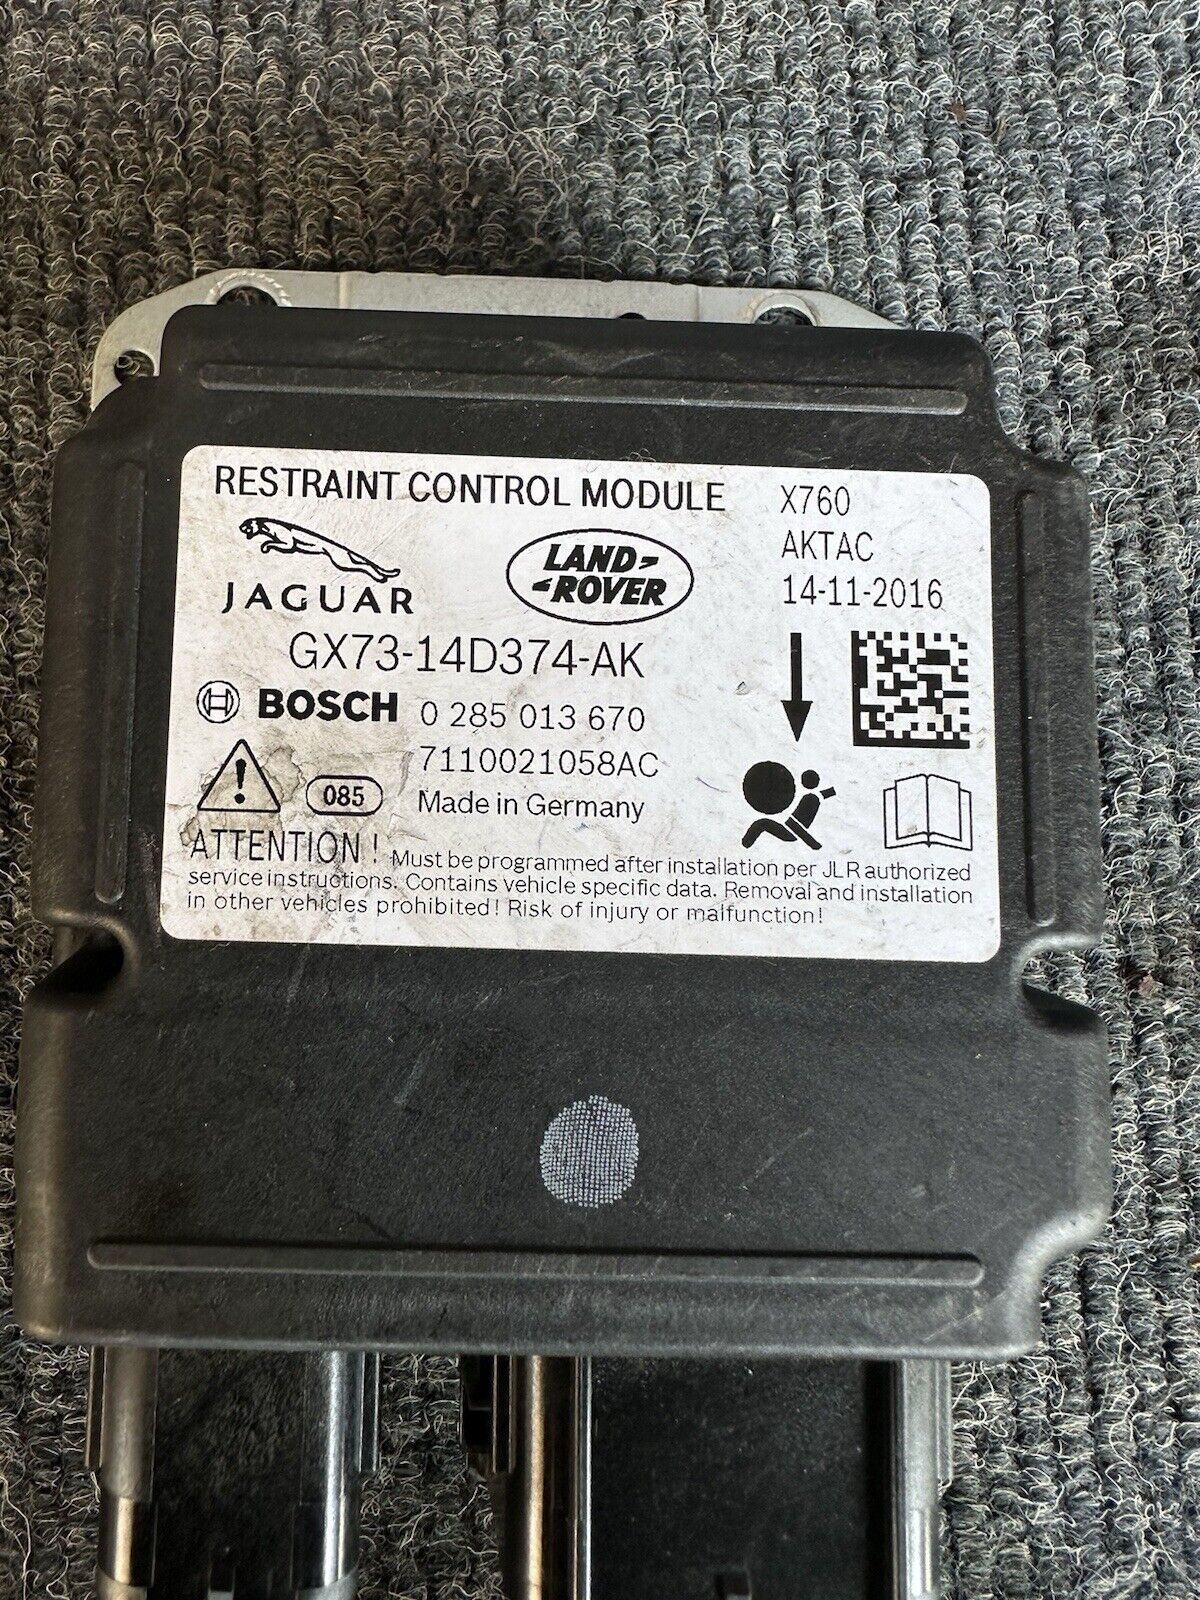 RESTRAINT CONTROL MODULE
X760
AKTAC
14-11-2016
JAGUAR
LAND-
-ROVER
GX73-14D374-AK
BOSCH 0 285 013 670
7110021058AC
085 Made in Germany
ATTENTION! Must be programmed after installation per JLR authorized
service instructions. Contains vehicle specific data. Removal and installation
in other vehicles prohibited! Risk of injury or malfunction!